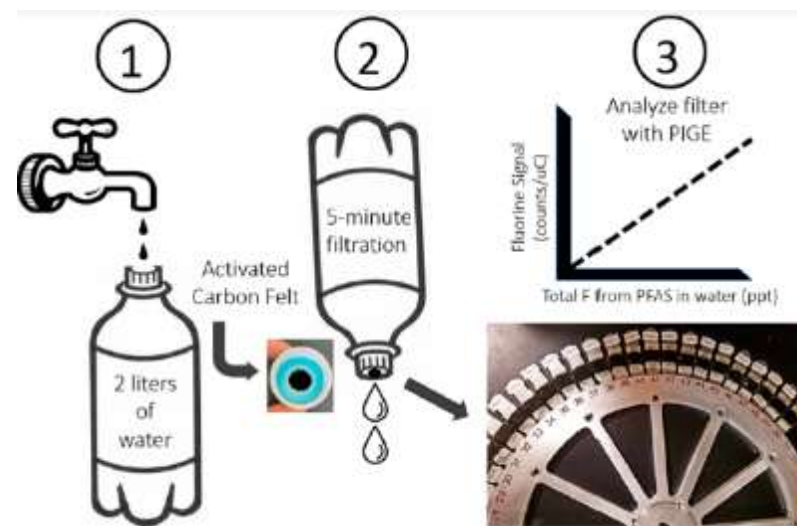 1
2 liters
of
water
Activated
Carbon Felt
2
5-minute
filtration
3
Analyze filter
with PIGE
Fluorine Signal
(counts/uC)
Total F from PFAS in water (ppt)